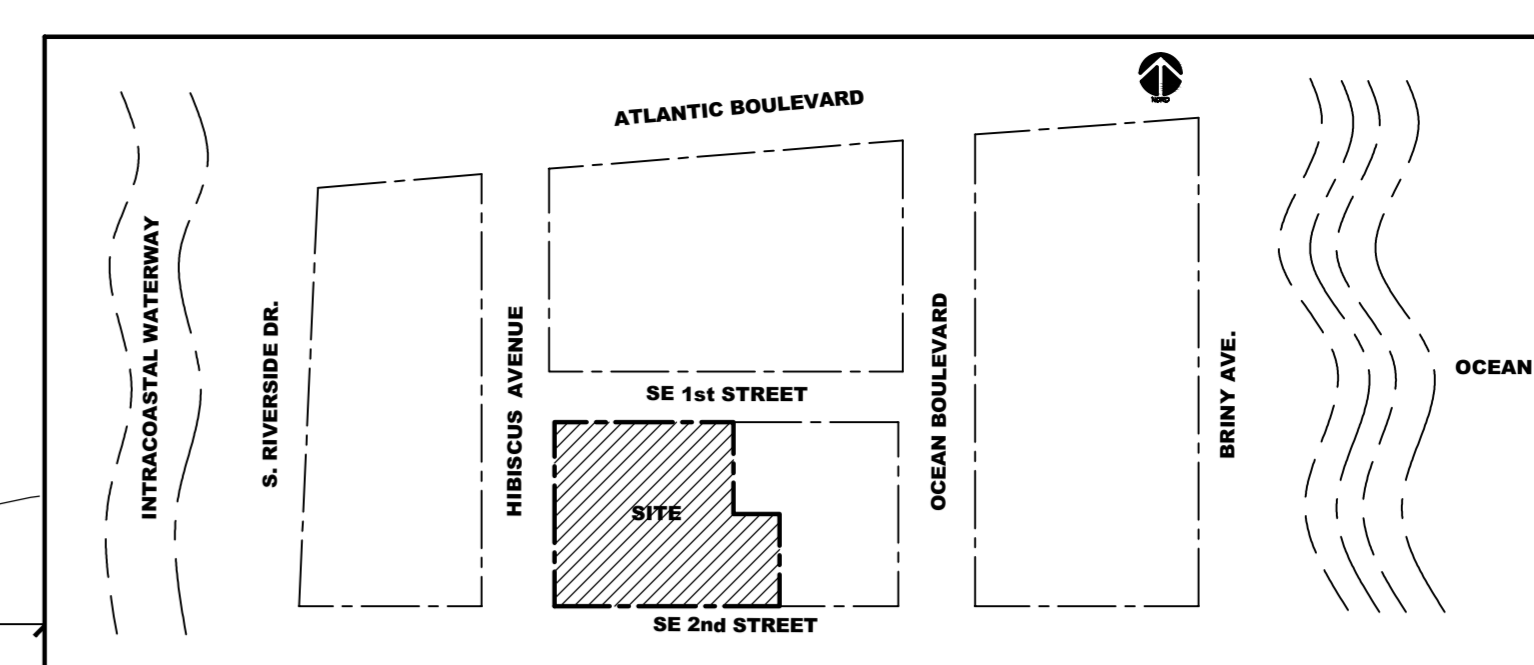 ATLANTIC BOULEVARD
NORD
INTRACOASTAL WATERWAY
S. RIVERSIDE DR.
HIBISCUS AVENUE
SE 1st STREET
OCEAN BOULEVARD
BRINY AVE.
OCEAN
SITE
SE 2nd STREET